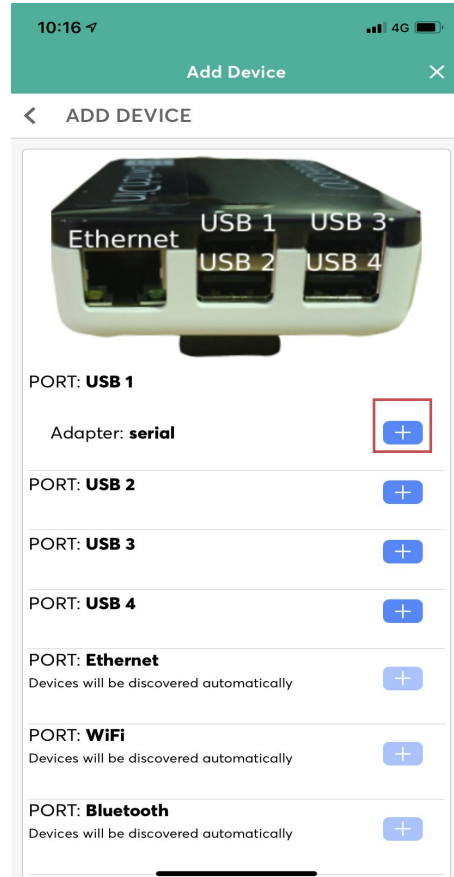 10:16
4G
Add Device
ADD DEVICE
Ethernet
USB 1
USB 3
USB 2
USB 4
PORT: USB 1
Adapter: serial
PORT: USB 2
PORT: USB 3
PORT: USB 4
PORT: Ethernet
Devices will be discovered automatically
PORT: WiFi
Devices will be discovered automatically
PORT: Bluetooth
Devices will be discovered automatically